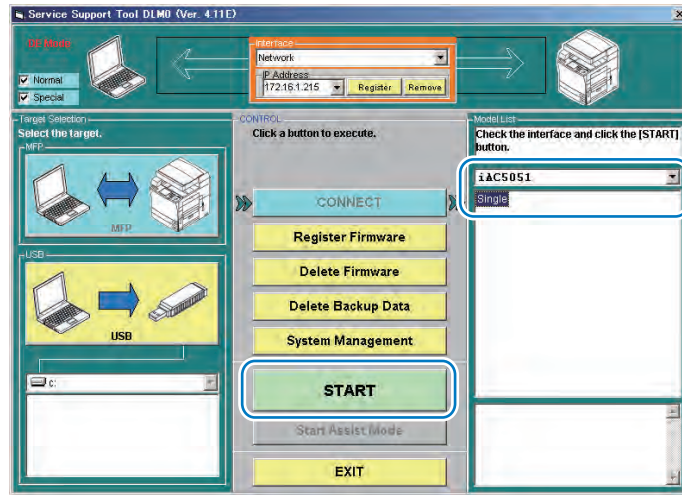 Service Support Tool DLM0 (Ver. 4.11E)
Normal
Special
Interface
Network
IP Address
172.16.1.215
Register
Remove
Target Selection
Select the target.
MFP
MFP
USB
USB
c:
CONTROL
Click a button to execute.
CONNECT
Register Firmware
Delete Firmware
Delete Backup Data
System Management
START
Start Assist Mode
EXIT
Model List
Check the interface and click the [START]
button.
iAC5051
Single